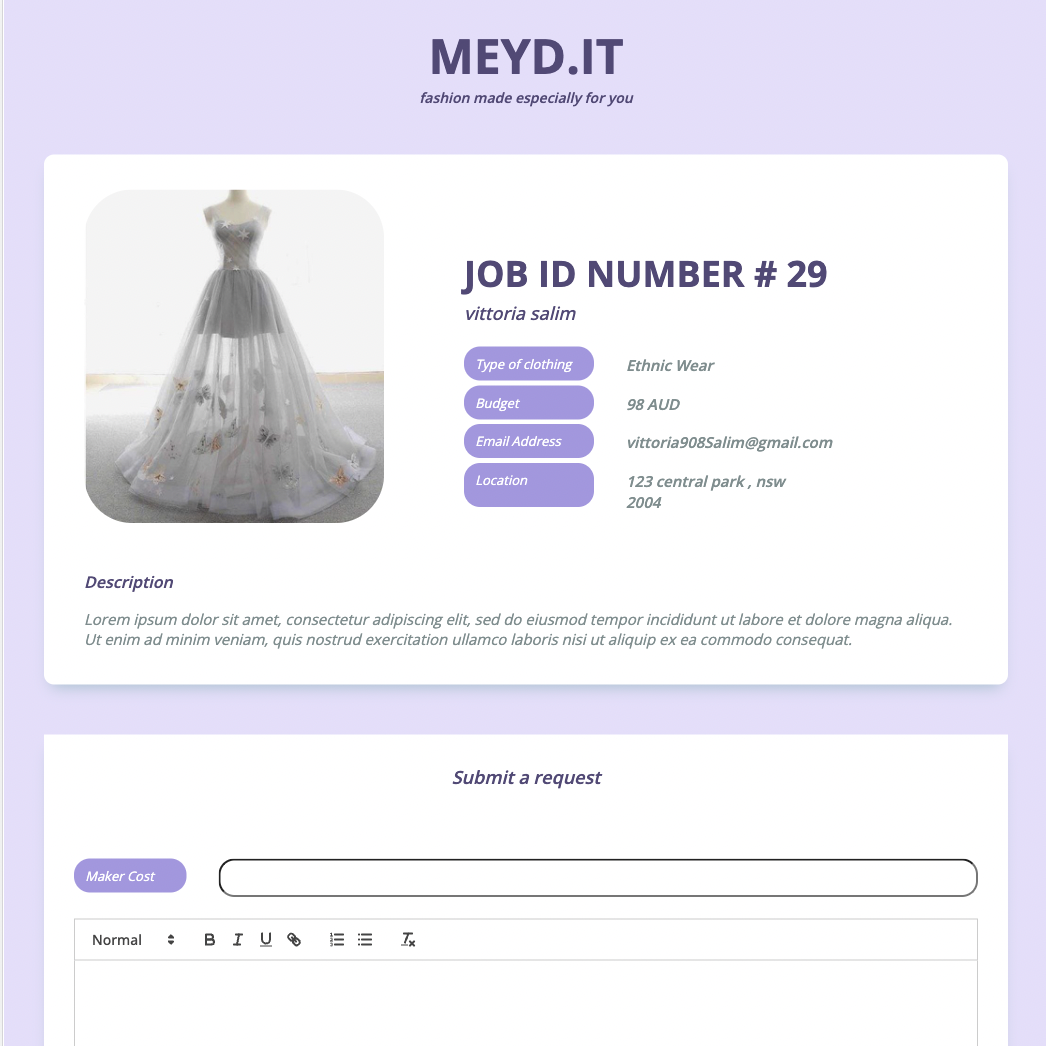 MEYD.IT
fashion made especially for you
JOB ID NUMBER # 29
vittoria salim
Type of clothing Ethnic Wear
Budget 98 AUD
Email Address vittoria908Salim@gmail.com
Location 123 central park , nsw
2004
Description
Lorem ipsum dolor sit amet, consectetur adipiscing elit, sed do eiusmod tempor incididunt ut labore et dolore magna aliqua.
Ut enim ad minim veniam, quis nostrud exercitation ullamco laboris nisi ut aliquip ex ea commodo consequat.
Submit a request
Maker Cost
Normal